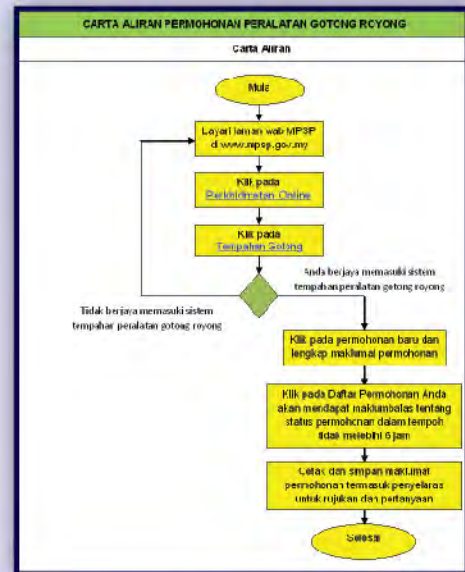 CARTA ALIRAN PERMOHONAN PERALATAN GOTONG ROYONG
Carta Aliran
Mula
Layari laman wab MPSP
di www.mpsp.gov.my
Klik pada
Perkhidmatan Online
Klik pada
Tempahan Gotong
Anda berjaya memasuki sistem
tempahan peralatan gotong royong
Tidak berjaya memasuki sistem
tempahan peralatan gotong royong
Klik pada permohonan baru dan
lengkap maklumat permohonan
Klik pada Daftar Permohonan Anda
akan mendapat maklumbalas tentang
status permohonan dalam tempoh
tidak melebihi 6 jam
Cetak dan simpan maklumat
permohonan termasuk penyelaras
untuk rujukan dan pertanyaan
Selesai